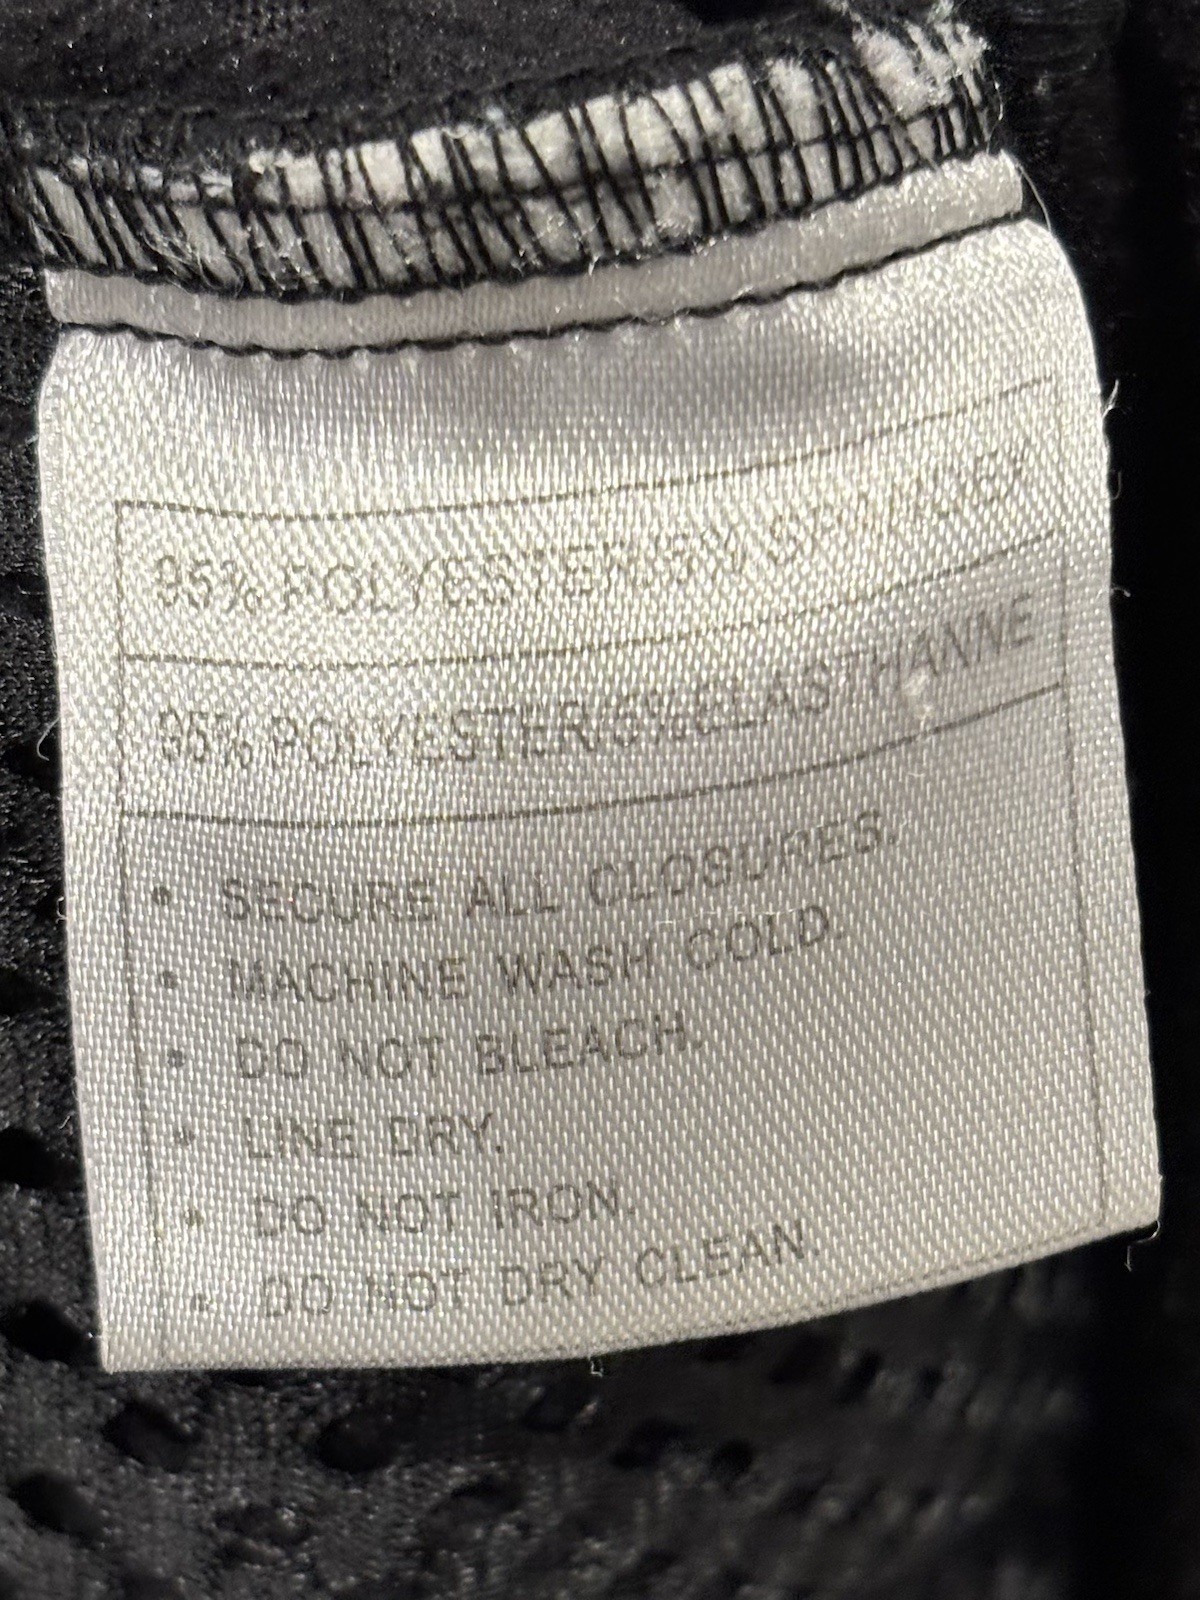 95% POLYESTER/5% SPANDEX
95% POLYESTER/5% ELASTHANNE
• SECURE ALL CLOSURES.
• MACHINE WASH COLD.
• DO NOT BLEACH.
• LINE DRY.
• DO NOT IRON.
• DO NOT DRY CLEAN.